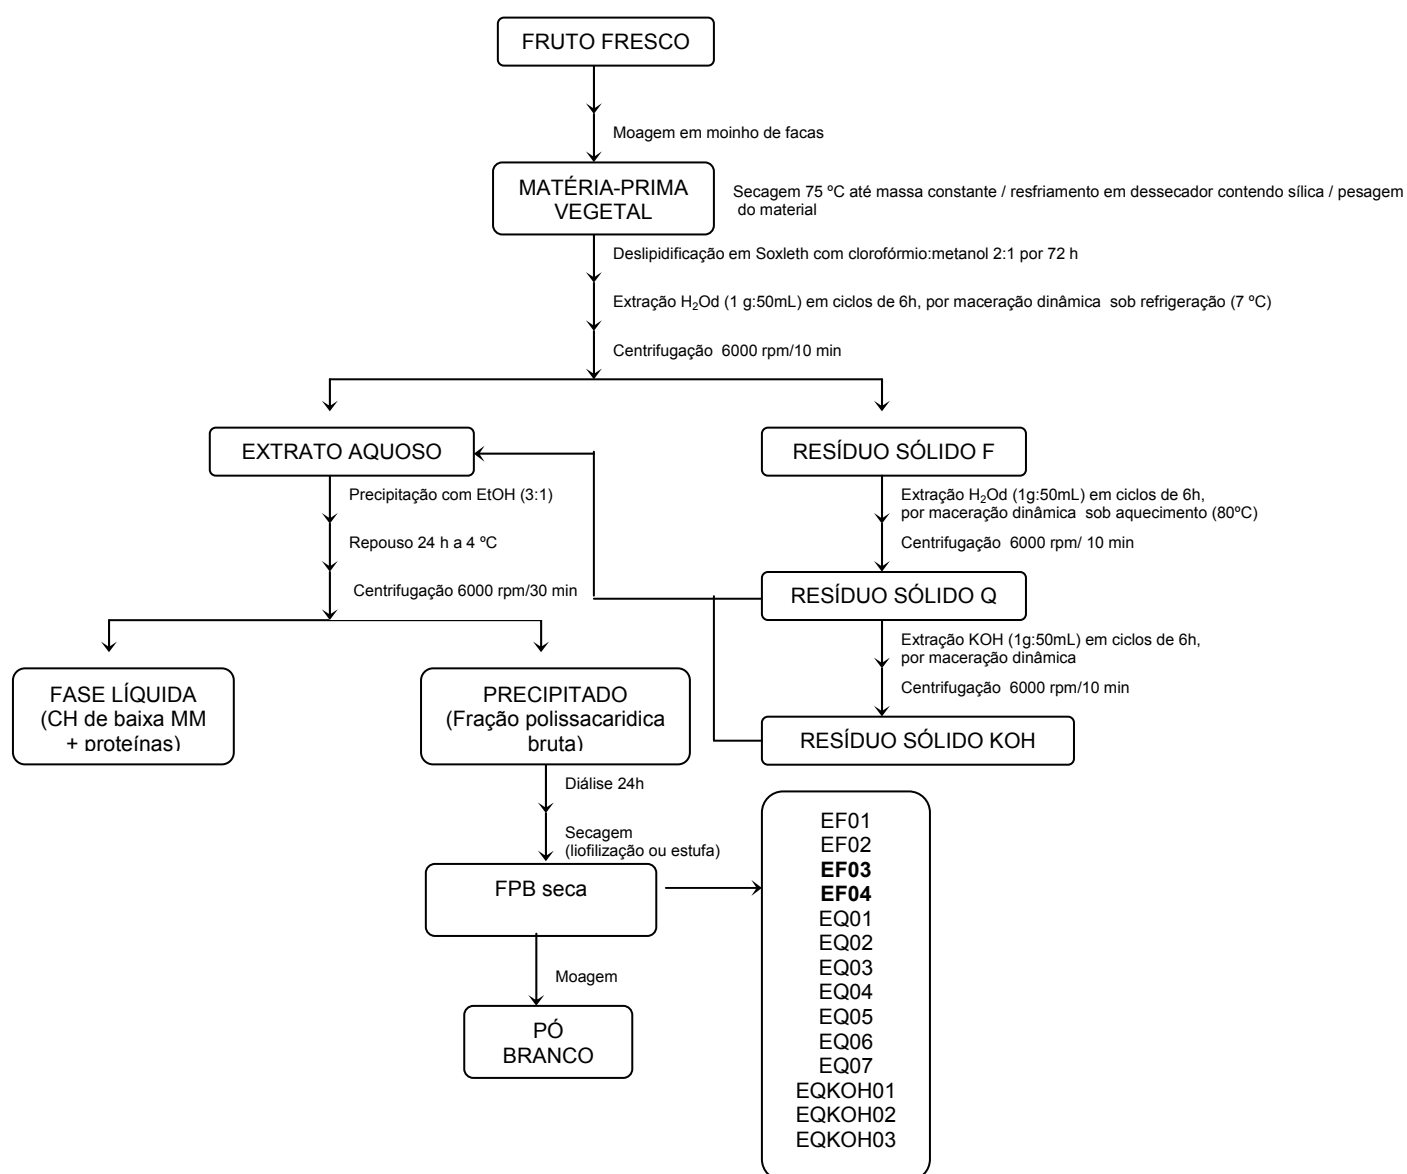 FRUTO FRESCO
Moagem em moinho de facas
MATÉRIA-PRIMA
VEGETAL
Secagem 75 ºC até massa constante / resfriamento em dessecador contendo sílica / pesagem
do material
Deslipidificação em Soxleth com clorofórmio:metanol 2:1 por 72 h
Extração H₂Od (1 g:50mL) em ciclos de 6h, por maceração dinâmica sob refrigeração (7 ºC)
Centrifugação 6000 rpm/10 min
EXTRATO AQUOSO
RESÍDUO SÓLIDO F
Precipitação com EtOH (3:1)
Repouso 24 h a 4 ºC
Centrifugação 6000 rpm/30 min
Extração H₂Od (1g:50mL) em ciclos de 6h,
por maceração dinâmica sob aquecimento (80ºC)
Centrifugação 6000 rpm/ 10 min
RESÍDUO SÓLIDO Q
Extração KOH (1g:50mL) em ciclos de 6h,
por maceração dinâmica
Centrifugação 6000 rpm/10 min
RESÍDUO SÓLIDO KOH
FASE LÍQUIDA
(CH de baixa MM
+ proteínas)
PRECIPITADO
(Fração polissacaridica
bruta)
Diálise 24h
Secagem
(liofilização ou estufa)
FPB seca
Moagem
PÓ
BRANCO
EF01
EF02
EF03
EF04
EQ01
EQ02
EQ03
EQ04
EQ05
EQ06
EQ07
EQKOH01
EQKOH02
EQKOH03